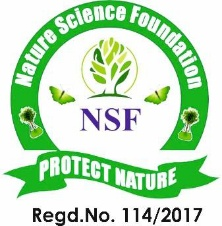 Nature Science Foundation
NSF
PROTECT NATURE
Regd.No. 114/2017